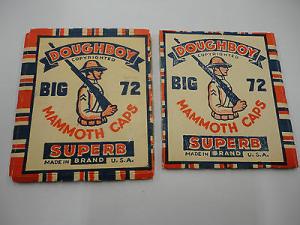 DOUGHBOY
COPYRIGHTED
BIG 72
MAMMOTH CAPS
SUPERB
MADE IN BRAND U.S.A.
DOUGHBOY
COPYRIGHTED
BIG 72
MAMMOTH CAPS
SUPERB
MADE IN BRAND U.S.A.